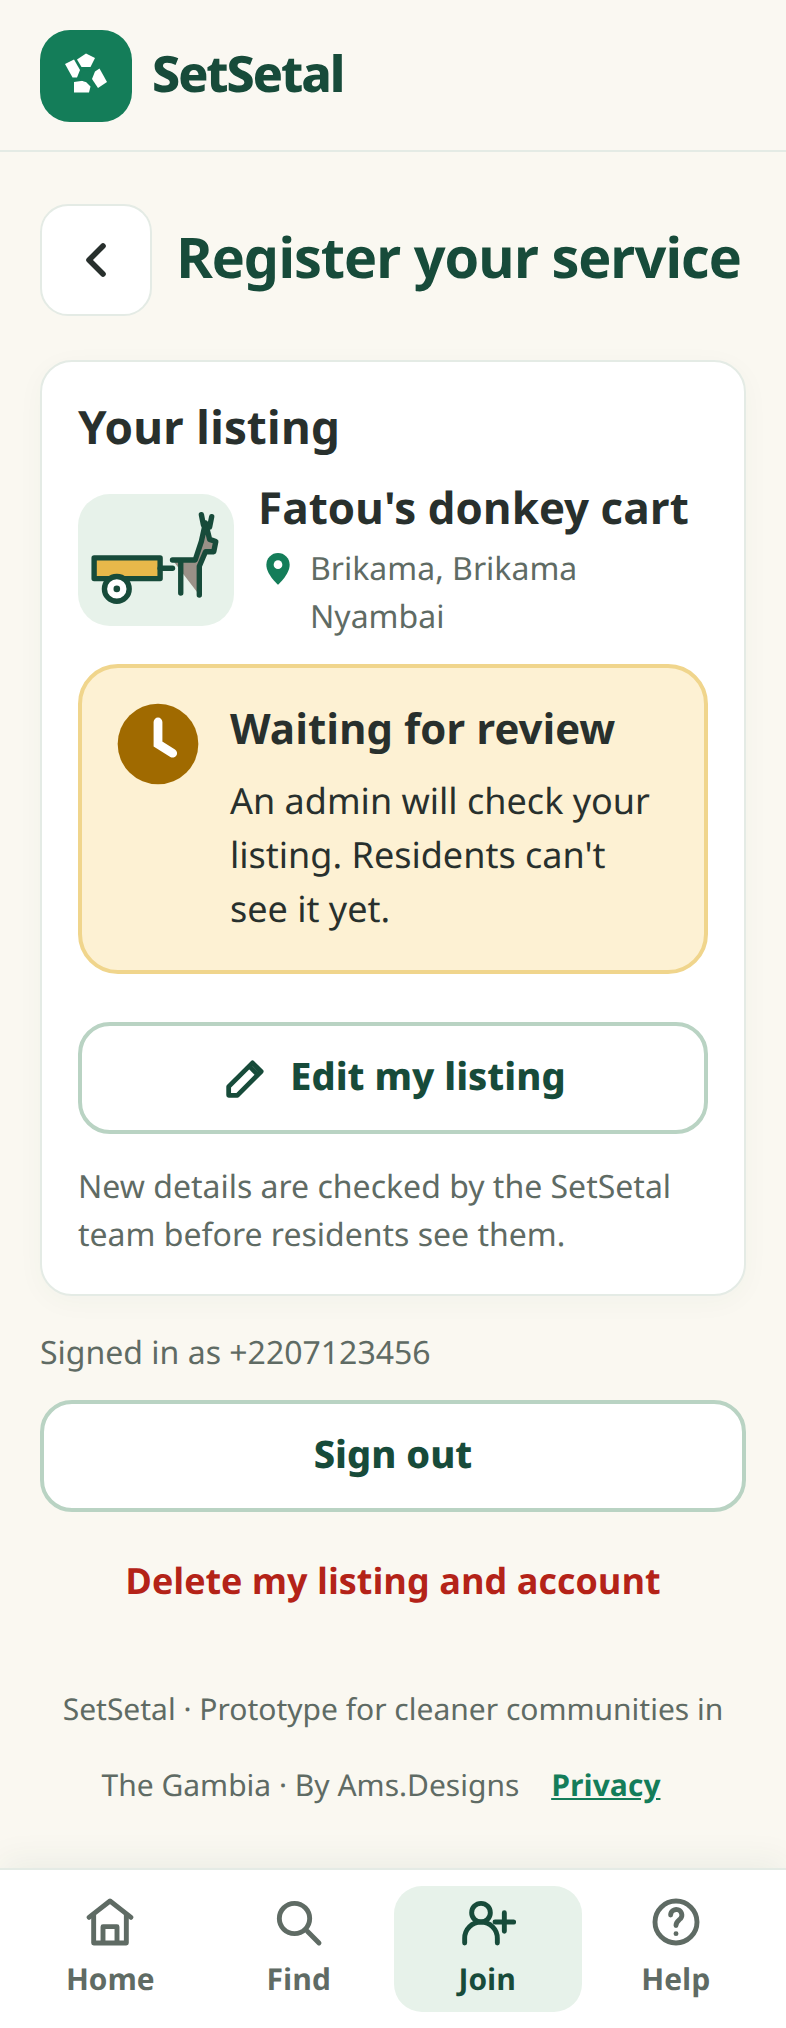 SetSetal
Register your service
Your listing
Fatou's donkey cart
Brikama, Brikama
Nyambai
Waiting for review
An admin will check your
listing. Residents can't
see it yet.
Edit my listing
New details are checked by the SetSetal
team before residents see them.
Signed in as +2207123456
Sign out
Delete my listing and account
SetSetal · Prototype for cleaner communities in
The Gambia · By Ams.Designs Privacy
Home Find Join Help